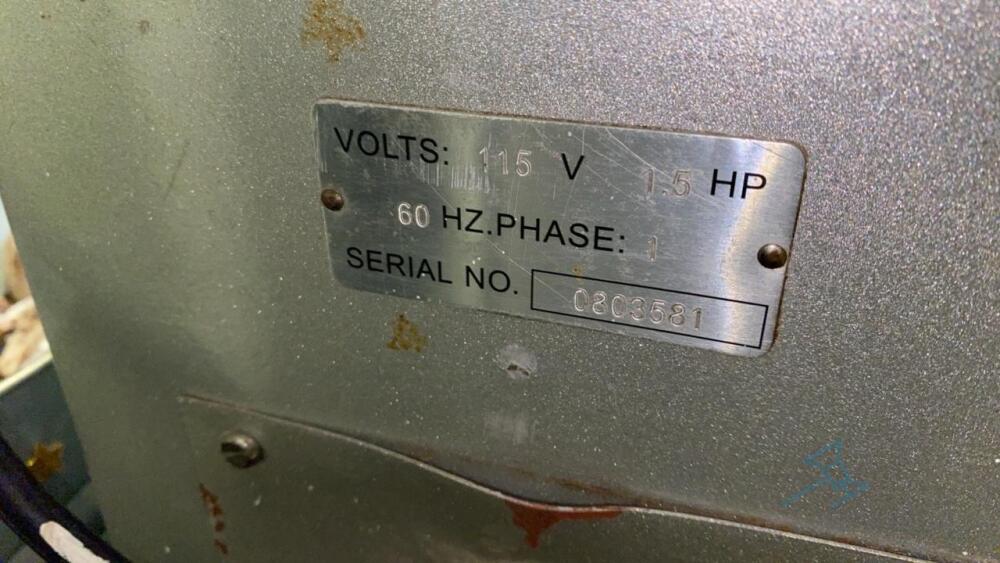 VOLTS: 115 V 1.5 HP
60 HZ.PHASE: 1
SERIAL NO. 0803581